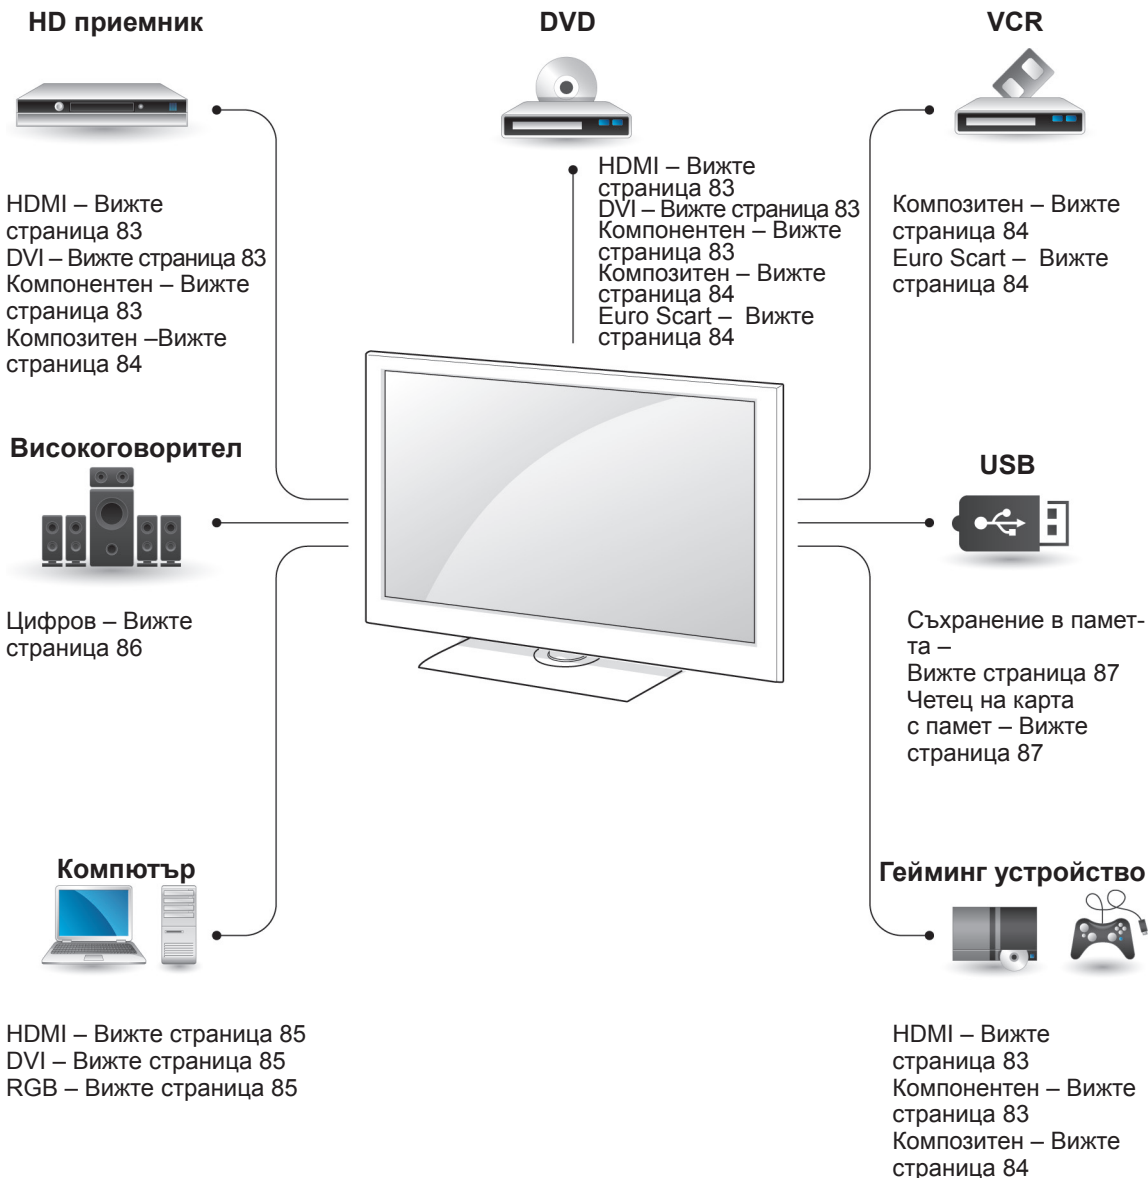 HD приемник
HDMI – Вижте
страница 83
DVI – Вижте страница 83
Компонентен – Вижте
страница 83
Композитен –Вижте
страница 84
DVD
HDMI – Вижте
страница 83
DVI – Вижте страница 83
Компонентен – Вижте
страница 83
Композитен – Вижте
страница 84
Euro Scart –  Вижте
страница 84
VCR
Композитен – Вижте
страница 84
Euro Scart –  Вижте
страница 84
Високоговорител
Цифров – Вижте
страница 86
USB
Съхранение в памет-
та –
Вижте страница 87
Четец на карта
с памет – Вижте
страница 87
Компютър
HDMI – Вижте страница 85
DVI – Вижте страница 85
RGB – Вижте страница 85
Гейминг устройство
HDMI – Вижте
страница 83
Компонентен – Вижте
страница 83
Композитен – Вижте
страница 84